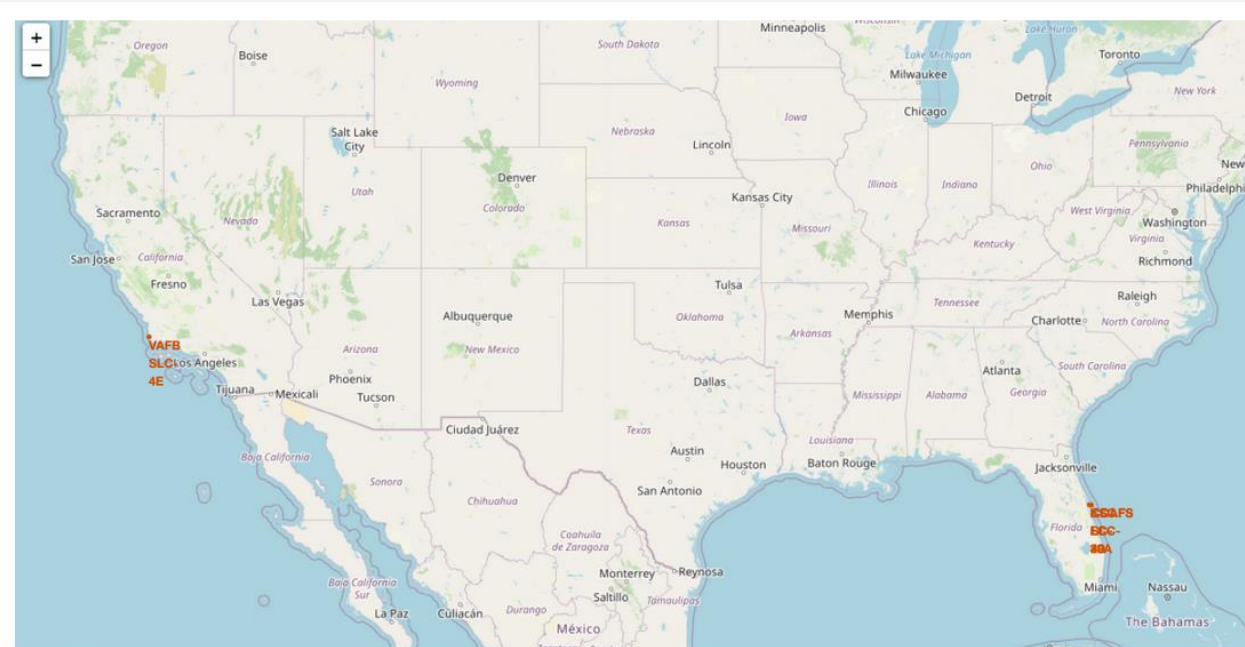 +
−
Oregon
Boise
South Dakota
Minneapolis
Wisconsin
Lake Huron
Lake Michigan
Toronto
Milwaukee
Wyoming
Detroit
New York
Chicago
Iowa
Salt Lake
City
Nebraska
Lincoln
Pennsylvania
Ohio
New
Denver
Utah
Illinois
Indiana
Philadelphi
Kansas City
Sacramento
Nevada
Colorado
Kansas
Missouri
West Virginia
Washington
San Jose
California
Kentucky
Virginia
Richmond
Fresno
Las Vegas
Tulsa
Raleigh
Albuquerque
Oklahoma
Memphis
Tennessee
Charlotte
North Carolina
Arkansas
VAFB
SLC-
4E
Los Angeles
Arizona
New Mexico
South Carolina
Atlanta
Phoenix
Tucson
Dallas
Tijuana
Mexicali
Mississippi
Alabama
Georgia
Ciudad Juárez
Texas
Louisiana
Austin
Houston
Baton Rouge
Jacksonville
Baja California
Sonora
San Antonio
Chihuahua
Florida
Coahuila
de Zaragoza
Monterrey
Reynosa
Miami
Nassau
Baja California
Sur
Saltillo
Tamaulipas
La Paz
Culiacán
Durango
México
The Bahamas